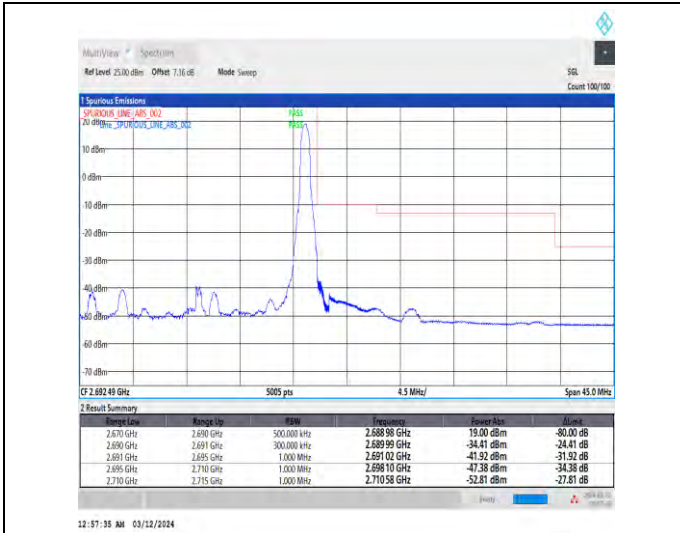 MultiView Spectrum
Ref Level 25.00 dBm Offset 7.16 dB Mode Sweep SGL
Count 100/100
1 Spurious Emissions
SPURIOUS_LINE_ABS_002 PASS
20 dBm
Line _SPURIOUS_LINE_ABS_002 PASS
10 dBm
0 dBm
-10 dBm
-20 dBm
-30 dBm
-40 dBm
-50 dBm
-60 dBm
-70 dBm
CF 2.692 49 GHz 5005 pts 4.5 MHz/ Span 45.0 MHz
2 Result Summary
Range Low Range Up RBW Frequency Power Abs ΔLimit
2.670 GHz 2.690 GHz 500.000 kHz 2.688 98 GHz 19.00 dBm -80.00 dB
2.690 GHz 2.691 GHz 300.000 kHz 2.689 99 GHz -34.41 dBm -24.41 dB
2.691 GHz 2.695 GHz 1.000 MHz 2.691 02 GHz -41.92 dBm -31.92 dB
2.695 GHz 2.710 GHz 1.000 MHz 2.698 10 GHz -47.38 dBm -34.38 dB
2.710 GHz 2.715 GHz 1.000 MHz 2.710 58 GHz -52.81 dBm -27.81 dB
Ready
12:57:35 AM 03/12/2024